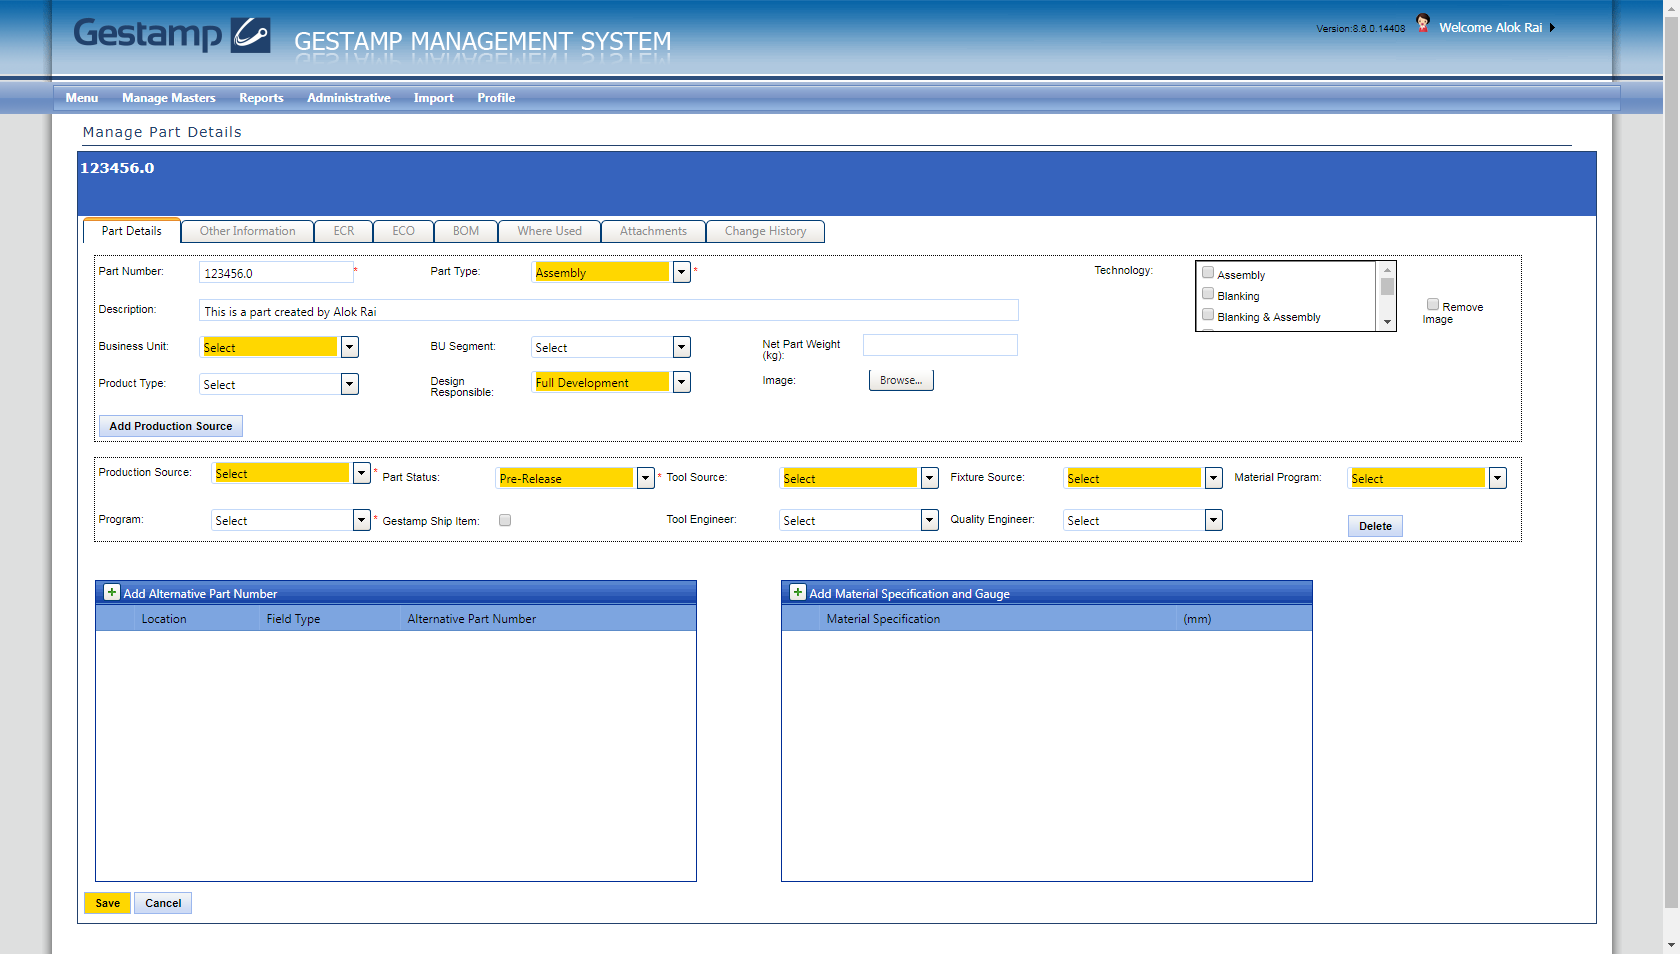 Gestamp
GESTAMP MANAGEMENT SYSTEM
Version:8.6.0.14408 Welcome Alok Rai
Menu Manage Masters Reports Administrative Import Profile
Manage Part Details
123456.0
Part Details Other Information ECR ECO BOM Where Used Attachments Change History
Part Number: 123456.0 * Part Type: Assembly * Technology: Assembly
Blanking
Blanking & Assembly
Remove Image
Description: This is a part created by Alok Rai
Business Unit: Select BU Segment: Select Net Part Weight (kg):
Product Type: Select Design Responsible: Full Development Image: Browse...
Add Production Source
Production Source: Select * Part Status: Pre-Release * Tool Source: Select Fixture Source: Select Material Program: Select
Program: Select * Gestamp Ship Item: Tool Engineer: Select Quality Engineer: Select Delete
Add Alternative Part Number
Location Field Type Alternative Part Number
Add Material Specification and Gauge
Material Specification (mm)
Save Cancel